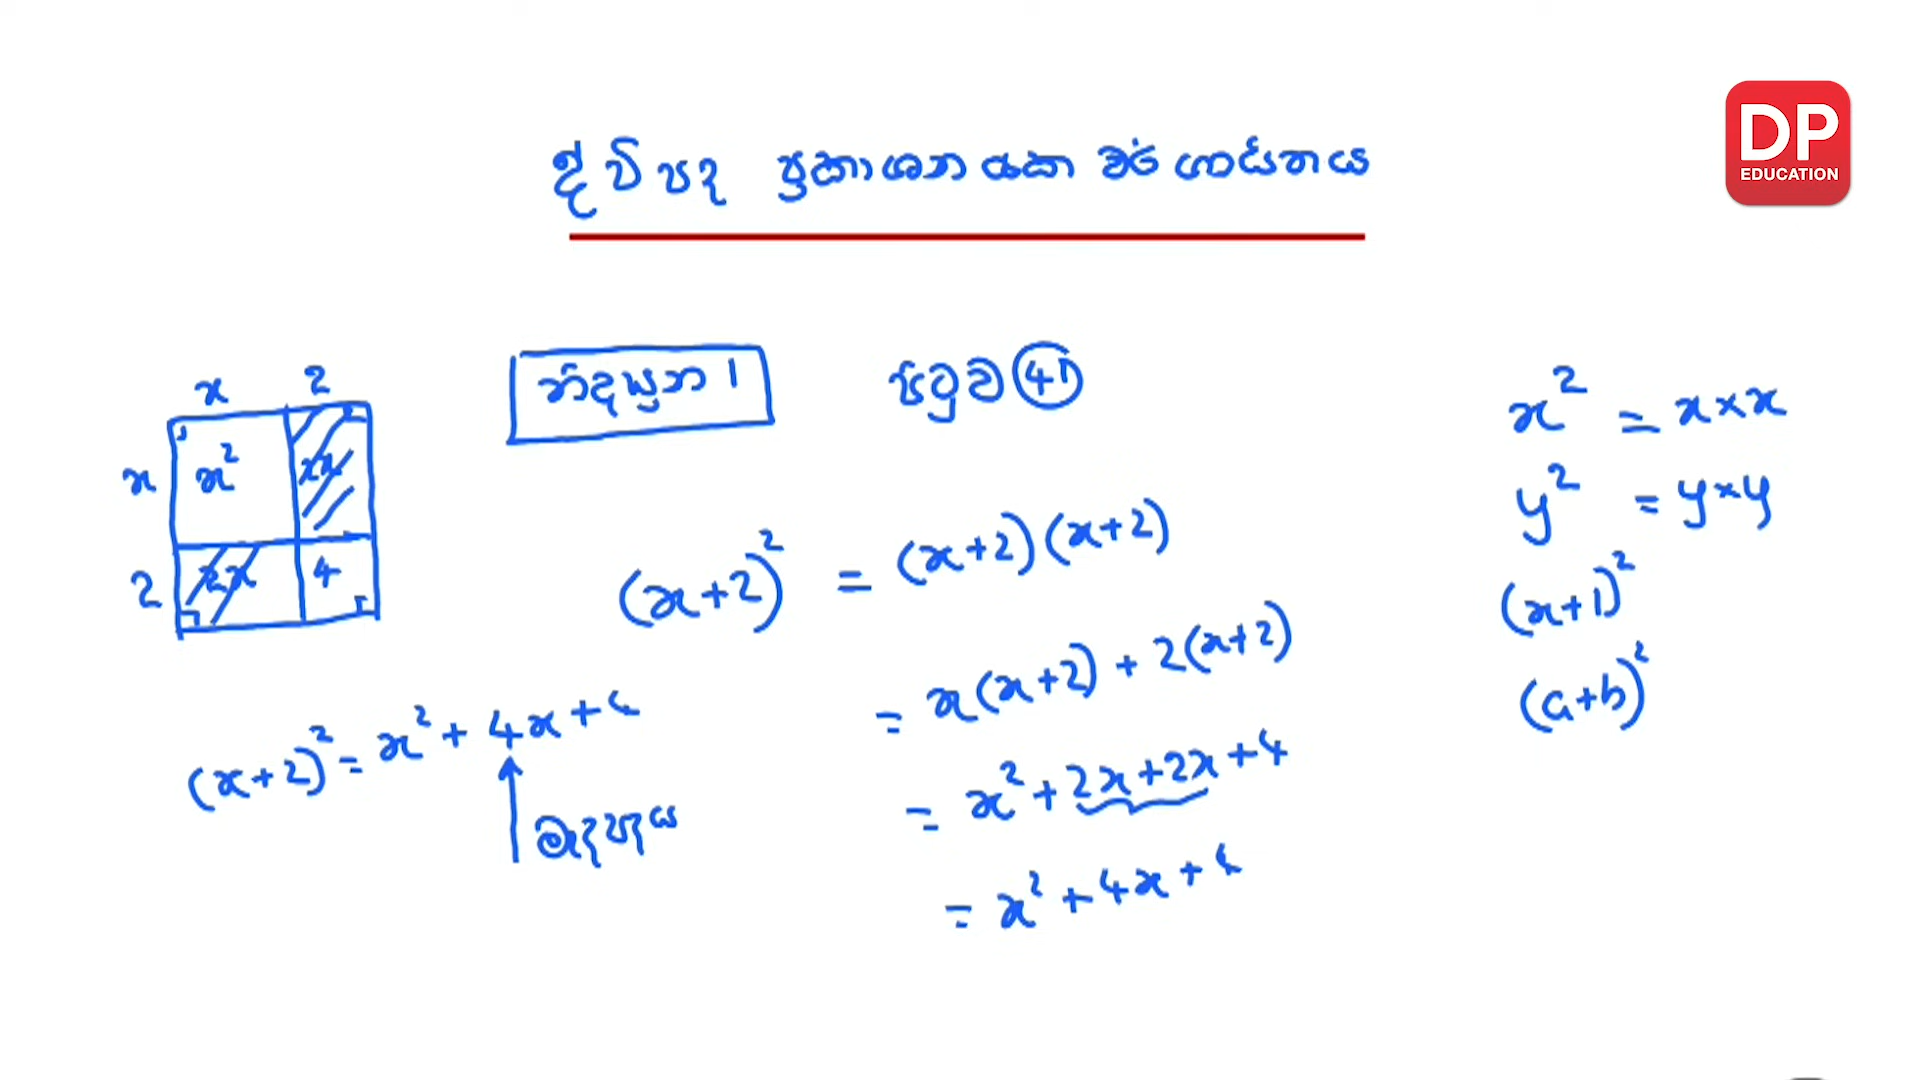 DP
EDUCATION
ද්විපද ප්‍රකාශනයක වර්ගායිතය
නිදසුන 1 පිටුව 41
x 2
x x² 2x
2 2x 4
(x+2)² = (x+2)(x+2)
= x(x+2) + 2(x+2)
= x² + 2x + 2x + 4
= x² + 4x + 4
(x+2)² = x² + 4x + 4
මැදපදය
x² = x × x
y² = y × y
(x+1)²
(a+b)²